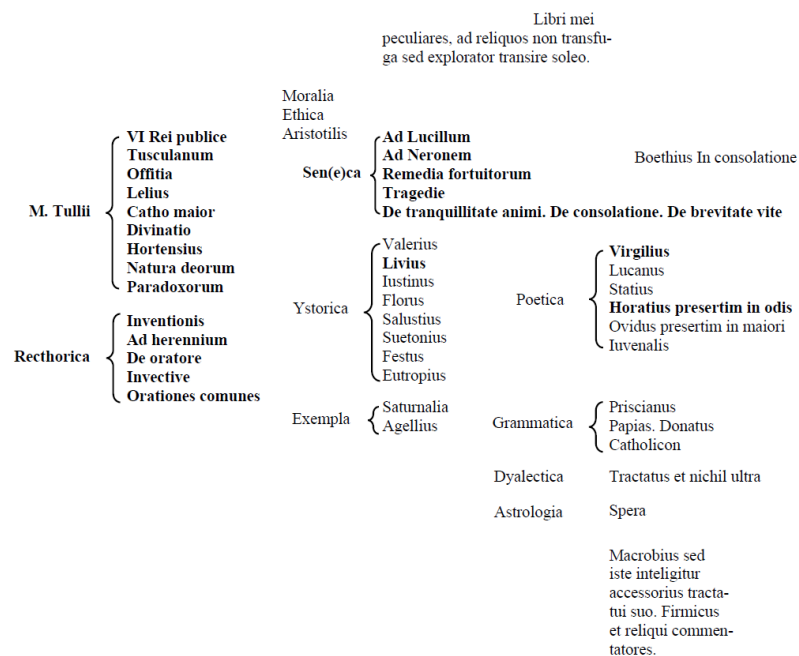 Libri mei
peculiares, ad reliquos non transfu-
ga sed explorator transire soleo.
Moralia
Ethica
Aristotilis
M. Tullii
VI Rei publice
Tusculanum
Offitia
Lelius
Catho maior
Divinatio
Hortensius
Natura deorum
Paradoxorum
Recthorica
Inventionis
Ad herennium
De oratore
Invective
Orationes comunes
Sen(e)ca
Ad Lucillum
Ad Neronem
Remedia fortuitorum
Tragedie
De tranquillitate animi. De consolatione. De brevitate vite
Boethius In consolatione
Ystorica
Valerius
Livius
Iustinus
Florus
Salustius
Suetonius
Festus
Eutropius
Exempla
Saturnalia
Agellius
Poetica
Virgilius
Lucanus
Statius
Horatius presertim in odis
Ovidus presertim in maiori
Iuvenalis
Grammatica
Priscianus
Papias. Donatus
Catholicon
Dyalectica
Tractatus et nichil ultra
Astrologia
Spera
Macrobius sed
iste inteligitur
accessorius tracta-
tui suo. Firmicus
et reliqui commen-
tatores.